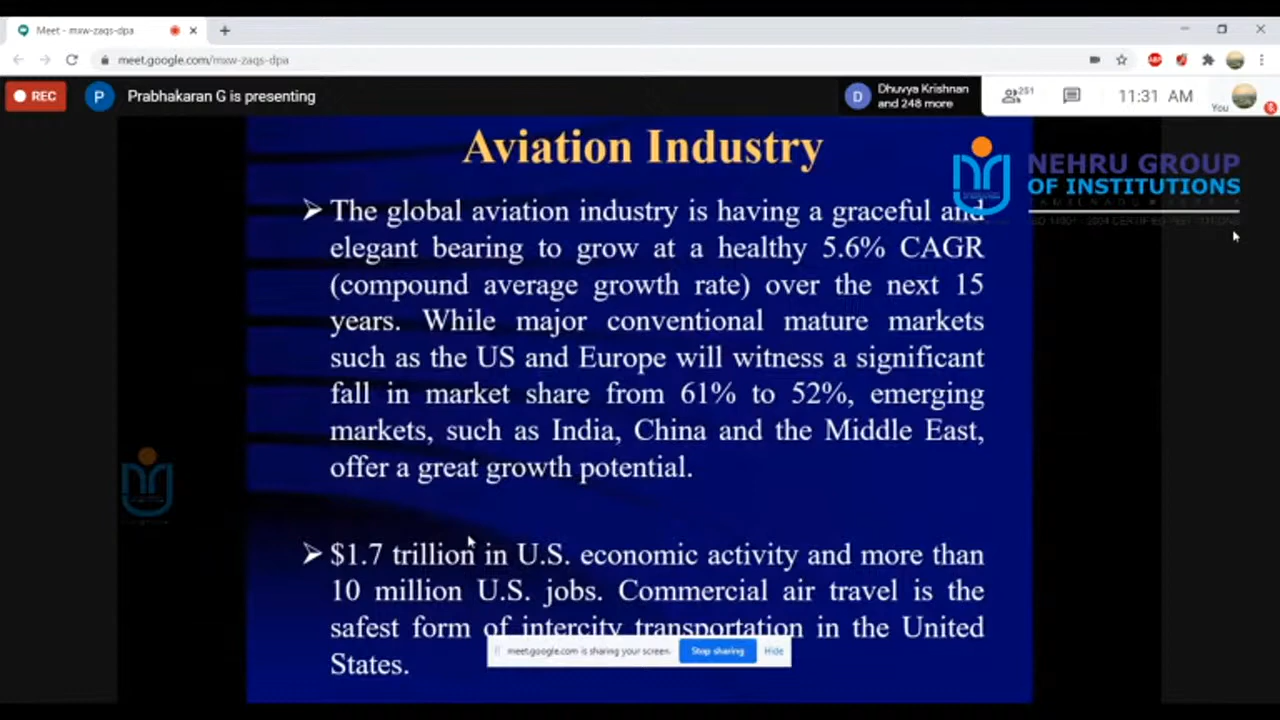 Meet - mxw-zaqs-dpa
meet.google.com/mxw-zaqs-dpa
REC
P
Prabhakaran G is presenting
D
Dhuvya Krishnan
and 248 more
251
11:31 AM
You
Aviation Industry
NEHRU GROUP
OF INSTITUTIONS
➢ The global aviation industry is having a graceful and
elegant bearing to grow at a healthy 5.6% CAGR
(compound average growth rate) over the next 15
years. While major conventional mature markets
such as the US and Europe will witness a significant
fall in market share from 61% to 52%, emerging
markets, such as India, China and the Middle East,
offer a great growth potential.
➢ $1.7 trillion in U.S. economic activity and more than
10 million U.S. jobs. Commercial air travel is the
safest form of intercity transportation in the United
States.
meet.google.com is sharing your screen.
Stop sharing
Hide